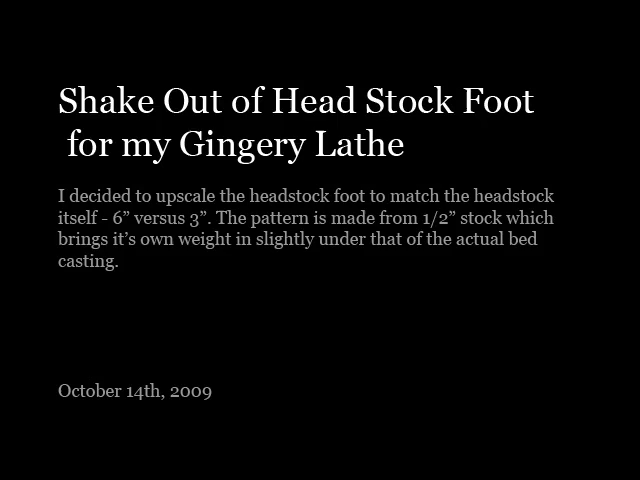 Shake Out of Head Stock Foot
for my Gingery Lathe
I decided to upscale the headstock foot to match the headstock
itself - 6” versus 3”. The pattern is made from 1/2” stock which
brings it’s own weight in slightly under that of the actual bed
casting.
October 14th, 2009